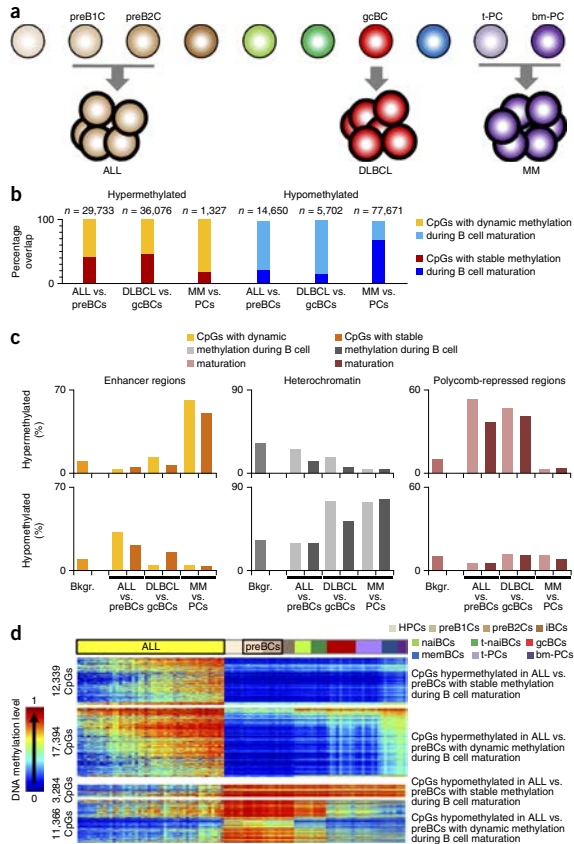 a
preB1C preB2C gcBC t-PC bm-PC
ALL DLBCL MM
b
Hypermethylated Hypomethylated
n = 29,733 n = 36,076 n = 1,327 n = 14,650 n = 5,702 n = 77,671
Percentage overlap
100
0
ALL vs. preBCs
DLBCL vs. gcBCs
MM vs. PCs
ALL vs. preBCs
DLBCL vs. gcBCs
MM vs. PCs
CpGs with dynamic methylation
during B cell maturation
CpGs with stable methylation
during B cell maturation
c
CpGs with dynamic
methylation during B cell
maturation
CpGs with stable
methylation during B cell
maturation
Enhancer regions Heterochromatin Polycomb-repressed regions
Hypermethylated (%)
70
0
90
0
70
0
Hypomethylated (%)
70
0
90
0
70
0
Bkgr. ALL vs. preBCs DLBCL vs. gcBCs MM vs. PCs
Bkgr. ALL vs. preBCs DLBCL vs. gcBCs MM vs. PCs
Bkgr. ALL vs. preBCs DLBCL vs. gcBCs MM vs. PCs
d
HPCs preB1Cs preB2Cs iBCs
naiBCs t-naiBCs gcBCs
memBCs t-PCs bm-PCs
ALL preBCs
DNA methylation level
1
0
12,339 CpGs
CpGs hypermethylated in ALL vs.
preBCs with stable methylation
during B cell maturation
17,394 CpGs
CpGs hypermethylated in ALL vs.
preBCs with dynamic methylation
during B cell maturation
3,284 CpGs
CpGs hypomethylated in ALL vs.
preBCs with stable methylation
during B cell maturation
11,366 CpGs
CpGs hypomethylated in ALL vs.
preBCs with dynamic methylation
during B cell maturation